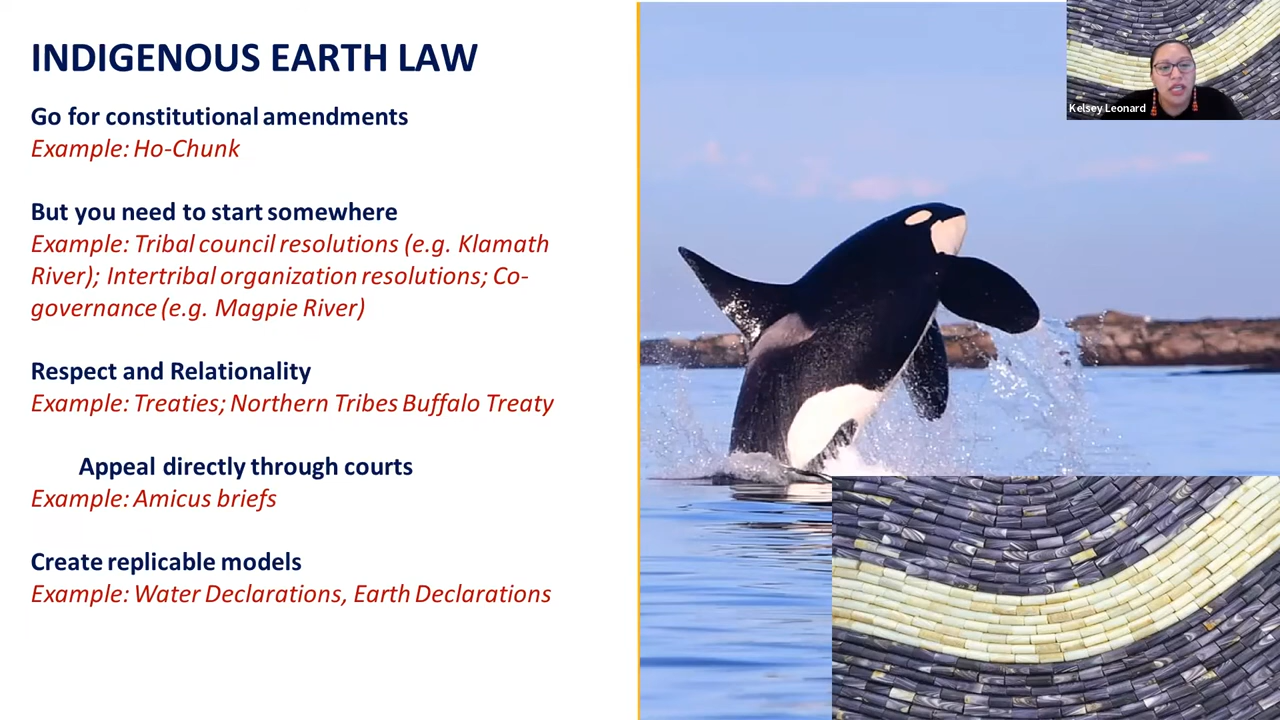 INDIGENOUS EARTH LAW
Go for constitutional amendments
Example: Ho-Chunk
But you need to start somewhere
Example: Tribal council resolutions (e.g. Klamath
River); Intertribal organization resolutions; Co-
governance (e.g. Magpie River)
Respect and Relationality
Example: Treaties; Northern Tribes Buffalo Treaty
Appeal directly through courts
Example: Amicus briefs
Create replicable models
Example: Water Declarations, Earth Declarations
Kelsey Leonard